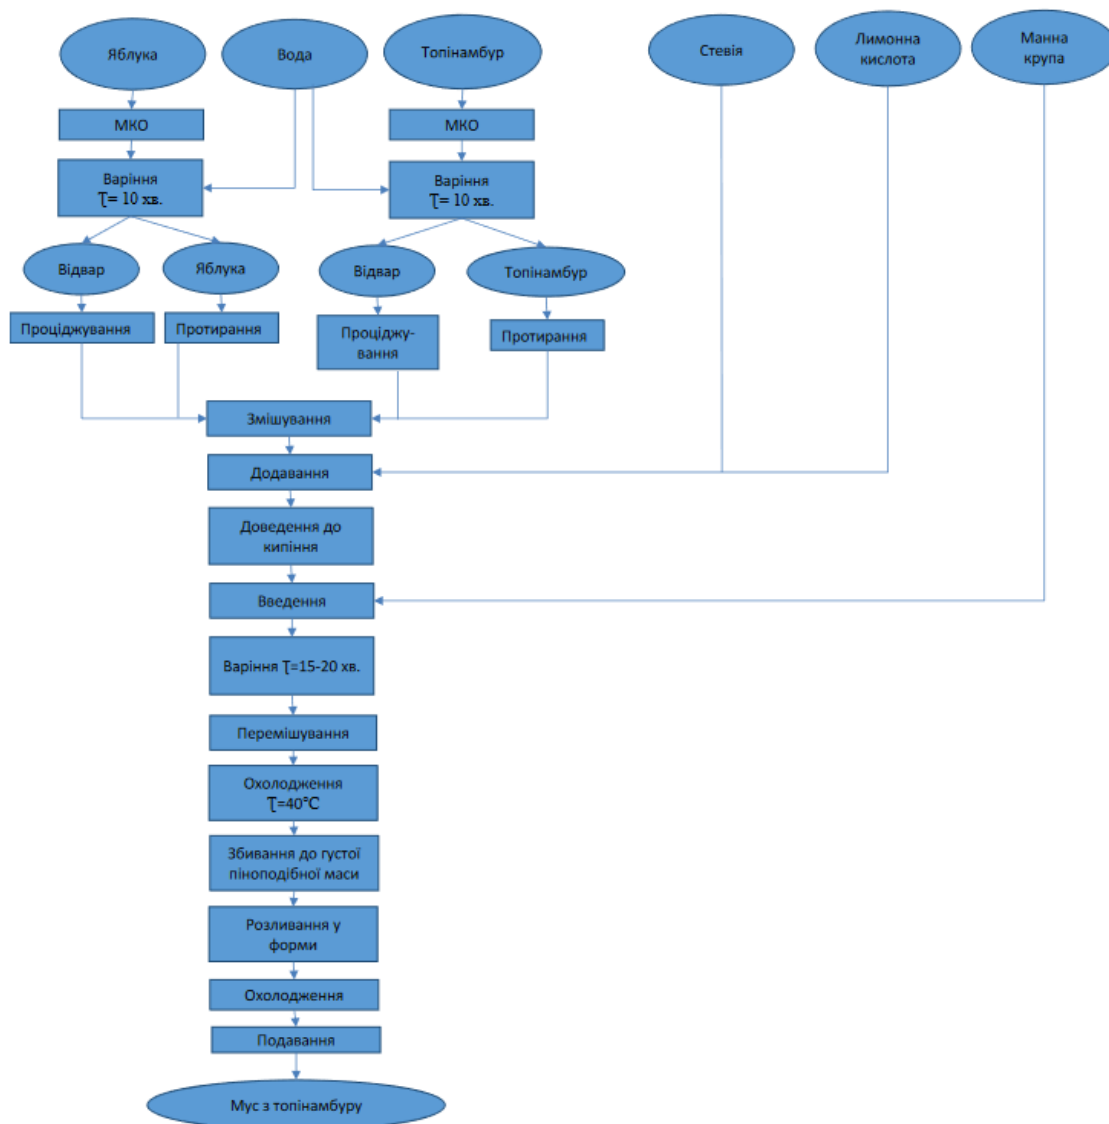 Яблука
Вода
Топінамбур
Стевія
Лимонна
кислота
Манна
крупа
МКО
МКО
Варіння
Ʈ= 10 хв.
Варіння
Ʈ= 10 хв.
Відвар
Яблука
Відвар
Топінамбур
Проціджування
Протирання
Проціджу-
вання
Протирання
Змішування
Додавання
Доведення до
кипіння
Введення
Варіння Ʈ=15-20 хв.
Перемішування
Охолодження
Ʈ=40℃
Збивання до густої
піноподібної маси
Розливання у
форми
Охолодження
Подавання
Мус з топінамбуру